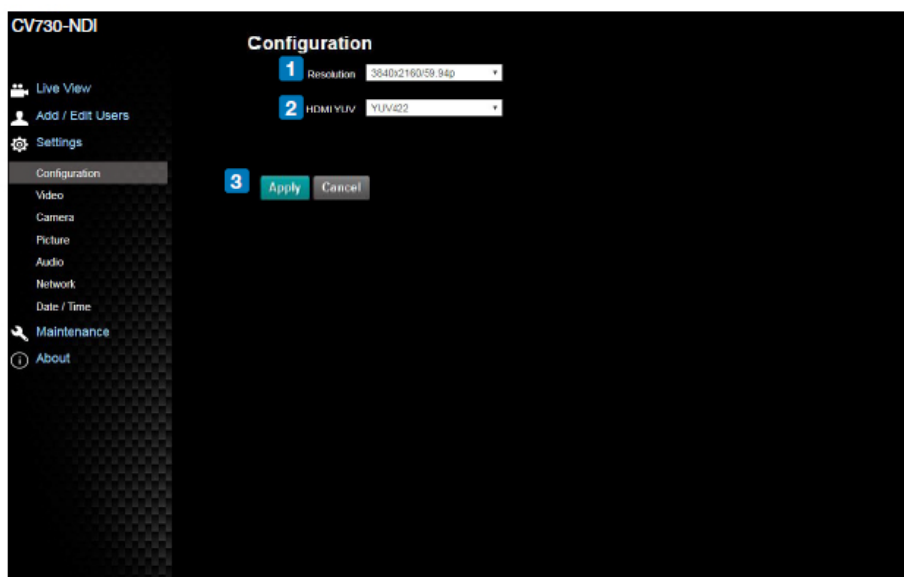 CV730-NDI
Live View
Add / Edit Users
Settings
Configuration
Video
Camera
Picture
Audio
Network
Date / Time
Maintenance
About
Configuration
1 Resolution 3840x2160/59.94p
2 HDMI YUV YUV422
3 Apply Cancel